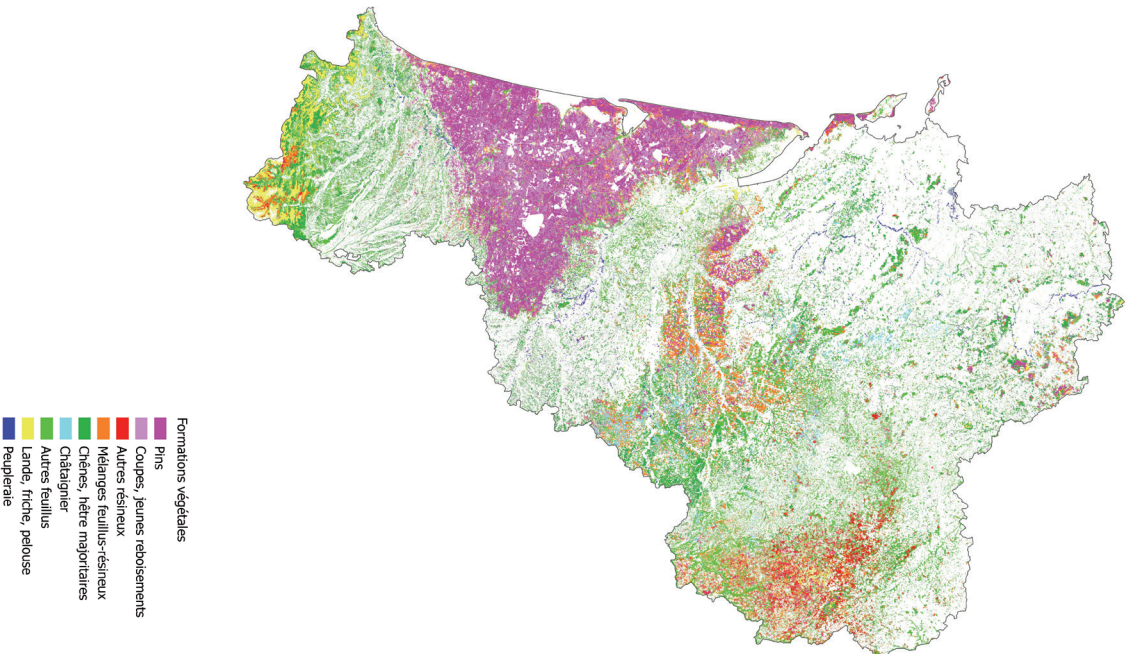 Formations végétales
Pins
Coupes, jeunes reboisements
Autres résineux
Mélanges feuillus-résineux
Chênes, hêtre majoritaires
Châtaignier
Autres feuillus
Lande, friche, pelouse
Peupleraie